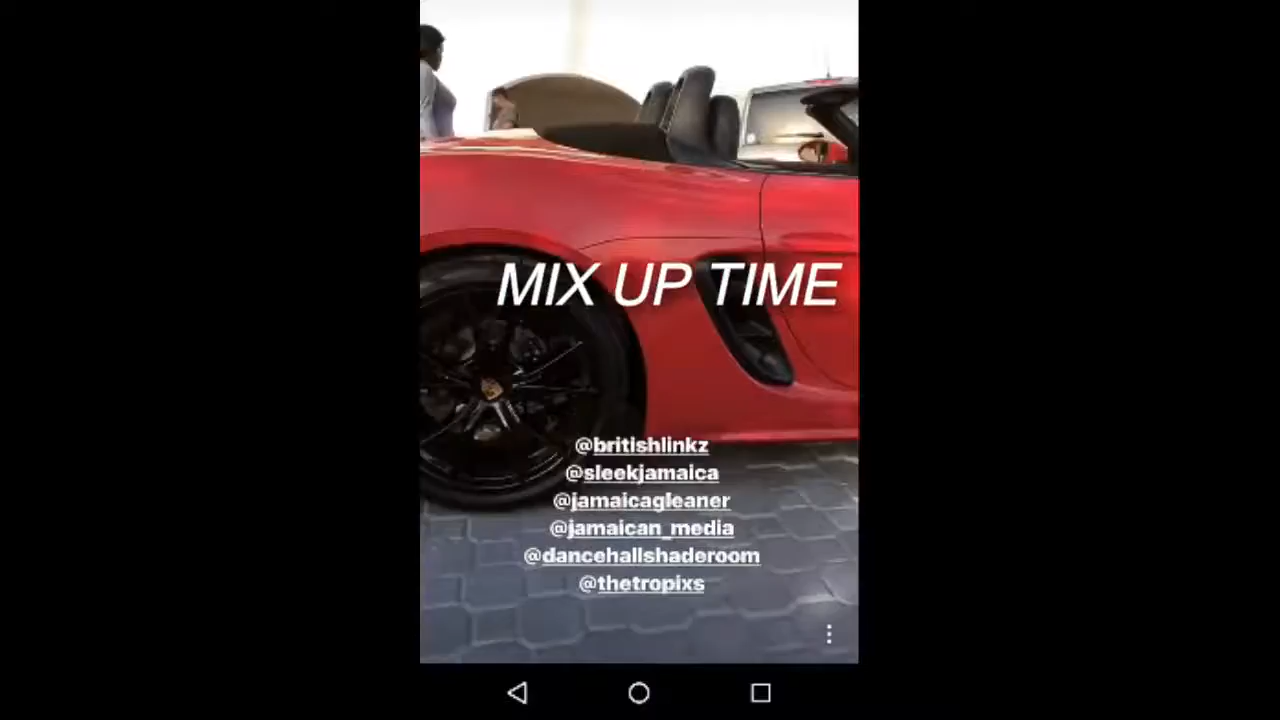 MIX UP TIME
@britishlinkz
@sleekjamaica
@jamaicagleaner
@jamaican_media
@dancehallshaderoom
@thetropixs